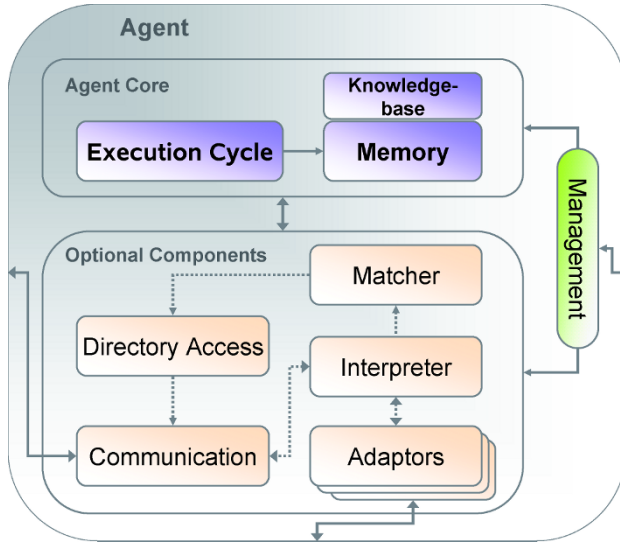 Agent
Agent Core
Knowledge-
base
Execution Cycle
Memory
Management
Optional Components
Matcher
Directory Access
Interpreter
Communication
Adaptors